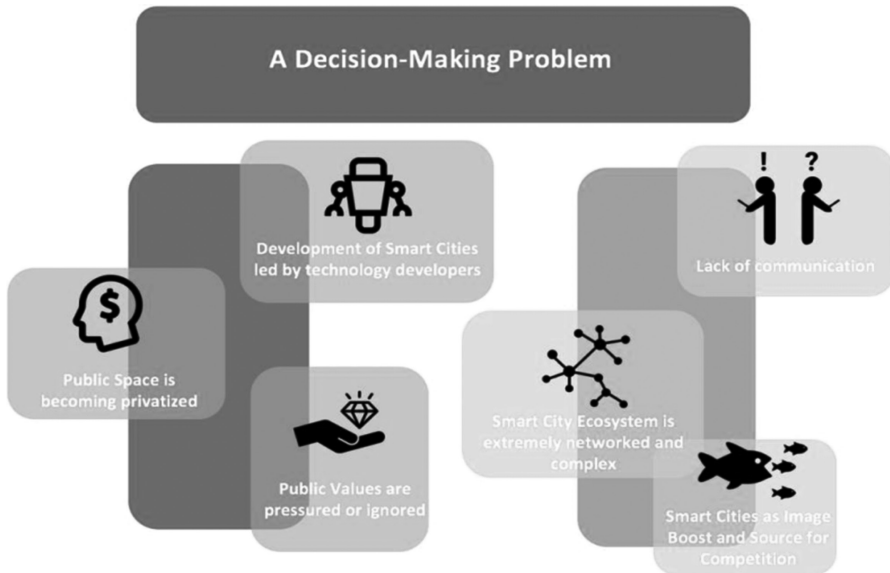 A Decision-Making Problem
Development of Smart Cities
led by technology developers
$
Public Space is
becoming privatized
Public Values are
pressured or ignored
! ?
Lack of communication
Smart City Ecosystem is
extremely networked and
complex
Smart Cities as Image
Boost and Source for
Competition